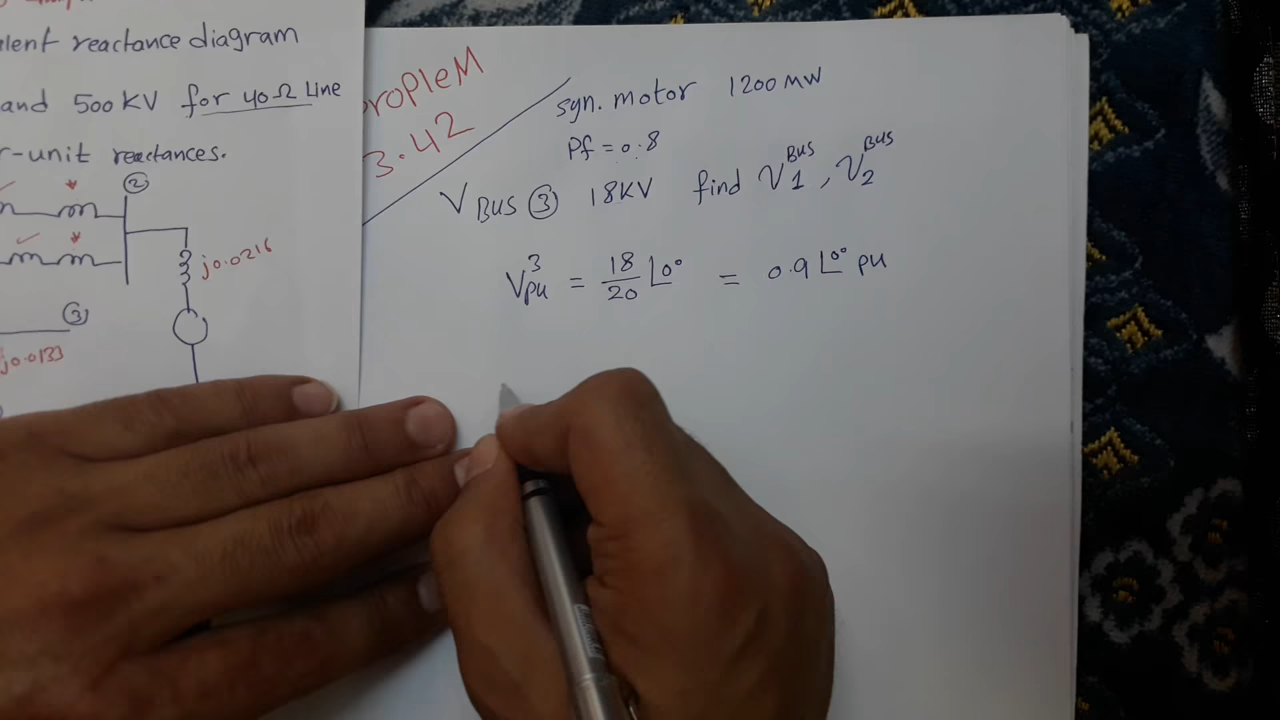 lent reactance diagram
and 500 KV for 40Ω Line
r-unit reactances.
②
j0.0216
③
j0.0133
ropleM
3.42
syn. motor 1200 MW
Pf = 0.8
V BUS ③ 18KV find V1 BUS, V2 BUS
V³pu = 18/20 ∟0° = 0.9 ∟0° pu